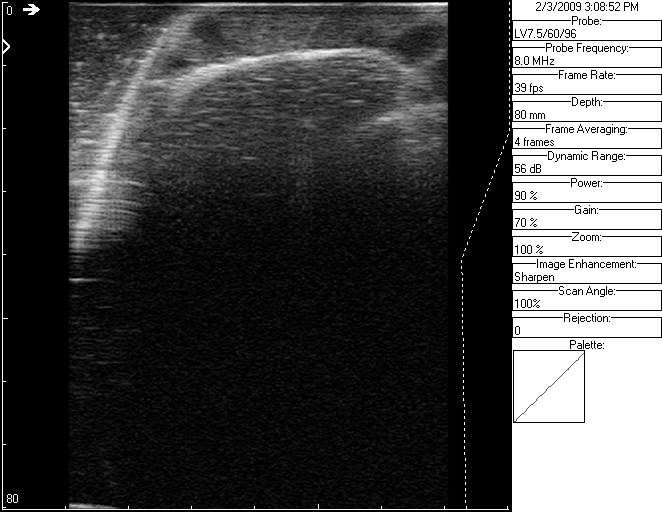 0
80
2/3/2009 3:08:52 PM
Probe:
LV7.5/60/96
Probe Frequency:
8.0 MHz
Frame Rate:
39 fps
Depth:
80 mm
Frame Averaging:
4 frames
Dynamic Range:
56 dB
Power:
90 %
Gain:
70 %
Zoom:
100 %
Image Enhancement:
Sharpen
Scan Angle:
100%
Rejection:
0
Palette: